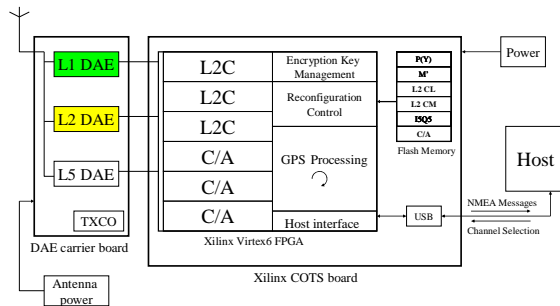 L1 DAE
L2 DAE
L5 DAE
TXCO
DAE carrier board
Antenna
power
L2C
L2C
L2C
C/A
C/A
C/A
Encryption Key
Management
Reconfiguration
Control
GPS Processing
Host interface
Xilinx Virtex6 FPGA
P(Y)
M'
L2 CL
L2 CM
I5Q5
C/A
Flash Memory
USB
Xilinx COTS board
Power
Host
NMEA Messages
Channel Selection